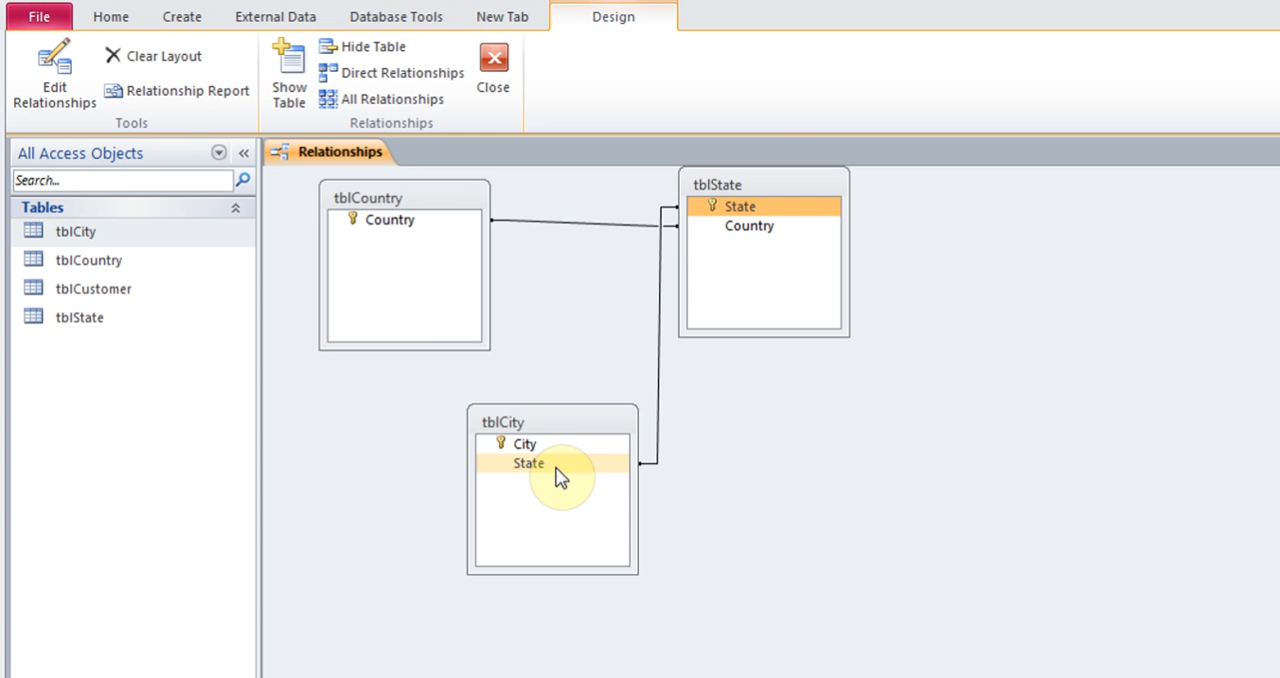 File Home Create External Data Database Tools New Tab Design
Edit Relationships
Clear Layout
Relationship Report
Tools
Show Table
Hide Table
Direct Relationships
All Relationships
Close
Relationships
All Access Objects
Search...
Tables
tblCity
tblCountry
tblCustomer
tblState
Relationships
tblCountry
Country
tblState
State
Country
tblCity
City
State